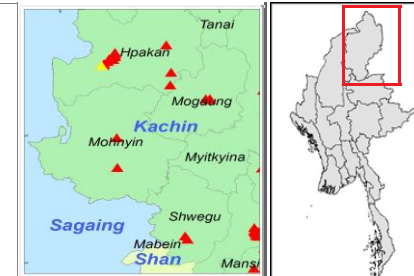 Tanai
Hpakan
Mogaung
Kachin
Mohnyin
Myitkyina
Shwegu
Sagaing
Mabein
Shan
Mansi